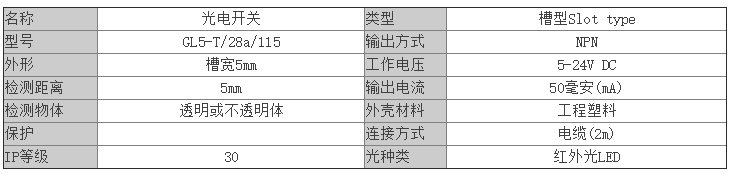 名称 光电开关 类型 槽型Slot type
型号 GL5-T/28a/115 输出方式 NPN
外形 槽宽5mm 工作电压 5-24V DC
检测距离 5mm 输出电流 50毫安(mA)
检测物体 透明或不透明体 外壳材料 工程塑料
保护 连接方式 电缆(2m)
IP等级 30 光种类 红外光LED